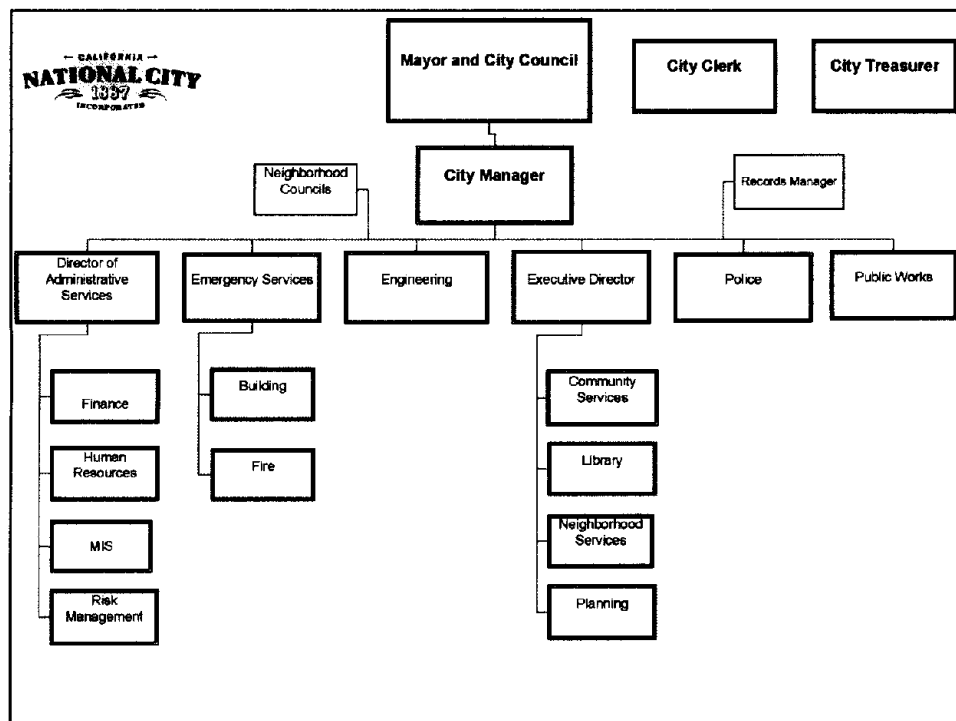 CALIFORNIA
NATIONAL CITY
1887
INCORPORATED
Mayor and City Council
City Clerk
City Treasurer
City Manager
Neighborhood
Councils
Records Manager
Director of
Administrative
Services
Emergency Services
Engineering
Executive Director
Police
Public Works
Finance
Human
Resources
MIS
Risk
Management
Building
Fire
Community
Services
Library
Neighborhood
Services
Planning